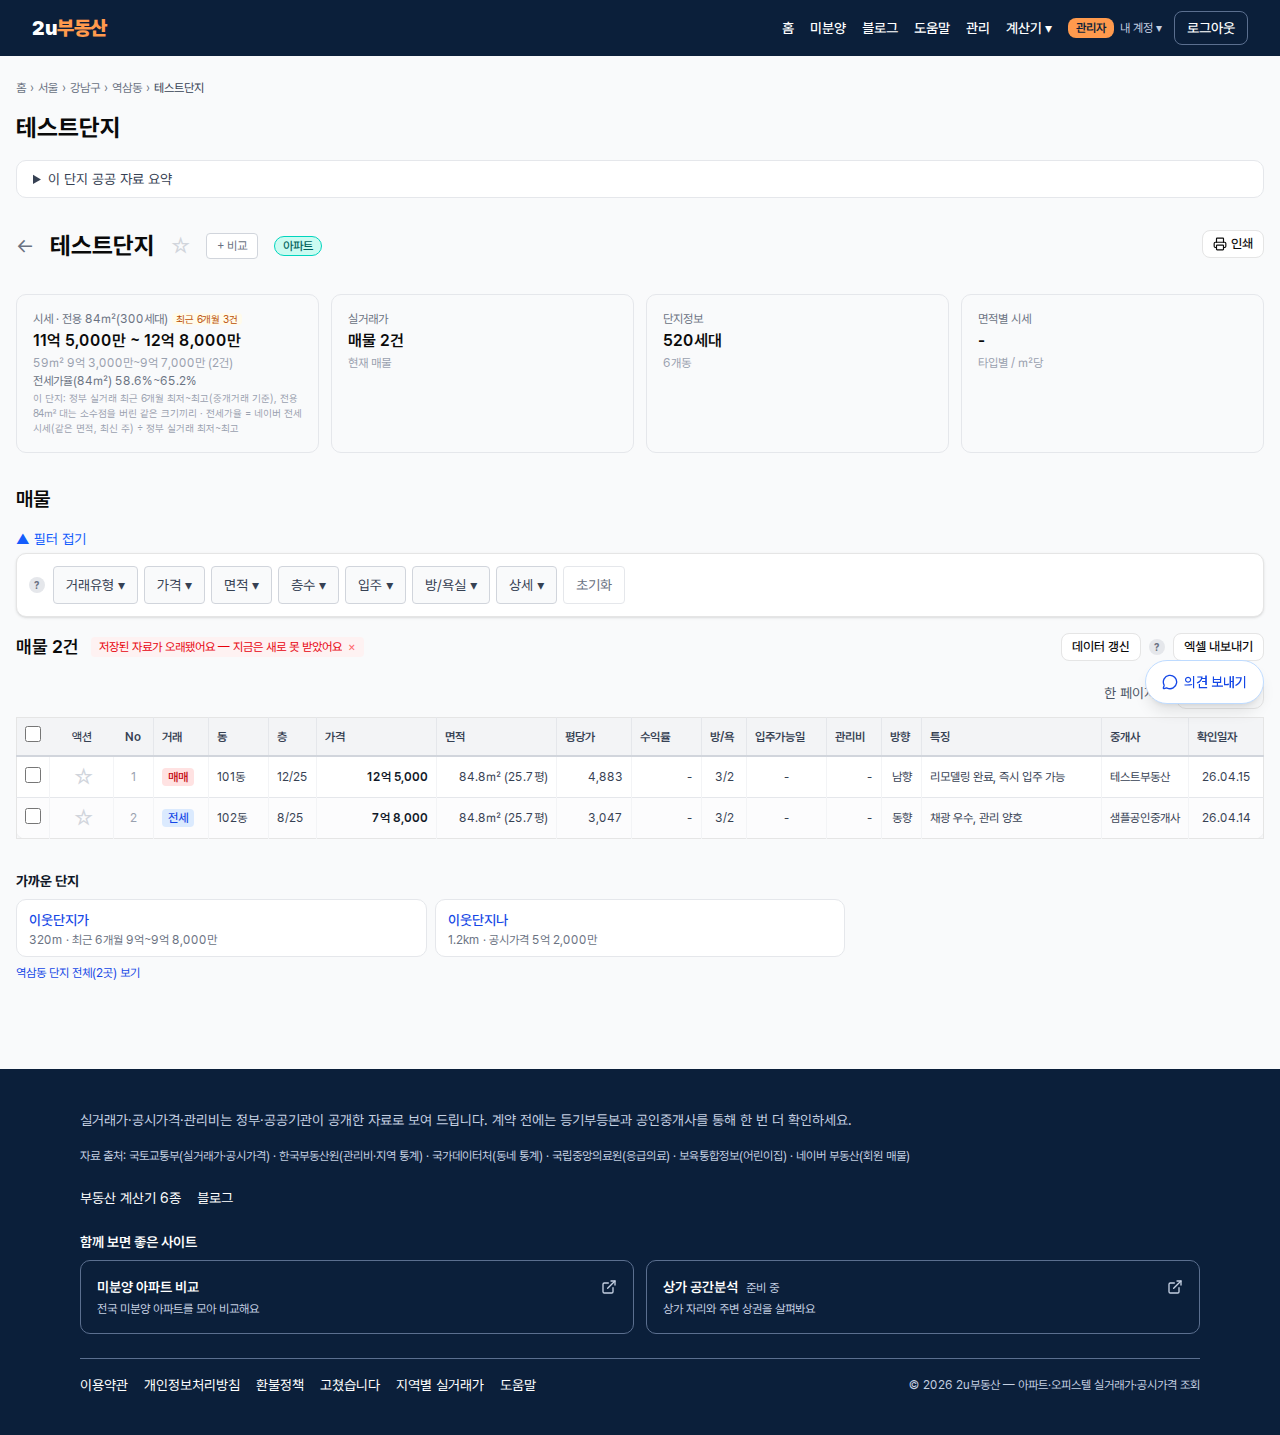 2u부동산
홈 미분양 블로그 도움말 관리 계산기 ▾ 관리자 내 계정 ▾ 로그아웃
홈 › 서울 › 강남구 › 역삼동 › 테스트단지
테스트단지
▶ 이 단지 공공 자료 요약
← 테스트단지 ☆ + 비교 아파트 인쇄
시세 · 전용 84m²(300세대) 최근 6개월 3건
11억 5,000만 ~ 12억 8,000만
59m² 9억 3,000만~9억 7,000만 (2건)
전세가율(84m²) 58.6%~65.2%
이 단지: 정부 실거래 최근 6개월 최저~최고(중개거래 기준), 전용
84m² 대는 소수점을 버린 같은 크기끼리 · 전세가율 = 네이버 전세
시세(같은 면적, 최신 주) ÷ 정부 실거래 최저~최고
실거래가
매물 2건
현재 매물
단지정보
520세대
6개동
면적별 시세
-
타입별 / m²당
매물
▲ 필터 접기
? 거래유형 ▾ 가격 ▾ 면적 ▾ 층수 ▾ 입주 ▾ 방/욕실 ▾ 상세 ▾ 초기화
매물 2건 저장된 자료가 오래됐어요 — 지금은 새로 못 받았어요 × 데이터 갱신 ? 엑셀 내보내기
한 페이지
의견 보내기
액션 No 거래 동 층 가격 면적 평당가 수익률 방/욕 입주가능일 관리비 방향 특징 중개사 확인일자
☆ 1 매매 101동 12/25 12억 5,000 84.8m² (25.7평) 4,883 - 3/2 - - 남향 리모델링 완료, 즉시 입주 가능 테스트부동산 26.04.15
☆ 2 전세 102동 8/25 7억 8,000 84.8m² (25.7평) 3,047 - 3/2 - - 동향 채광 우수, 관리 양호 샘플공인중개사 26.04.14
가까운 단지
이웃단지가
320m · 최근 6개월 9억~9억 8,000만
이웃단지나
1.2km · 공시가격 5억 2,000만
역삼동 단지 전체(2곳) 보기
실거래가·공시가격·관리비는 정부·공공기관이 공개한 자료로 보여 드립니다. 계약 전에는 등기부등본과 공인중개사를 통해 한 번 더 확인하세요.
자료 출처: 국토교통부(실거래가·공시가격) · 한국부동산원(관리비·지역 통계) · 국가데이터처(동네 통계) · 국립중앙의료원(응급의료) · 보육통합정보(어린이집) · 네이버 부동산(회원 매물)
부동산 계산기 6종 블로그
함께 보면 좋은 사이트
미분양 아파트 비교
전국 미분양 아파트를 모아 비교해요
상가 공간분석 준비 중
상가 자리와 주변 상권을 살펴봐요
이용약관 개인정보처리방침 환불정책 고쳤습니다 지역별 실거래가 도움말
© 2026 2u부동산 — 아파트·오피스텔 실거래가·공시가격 조회